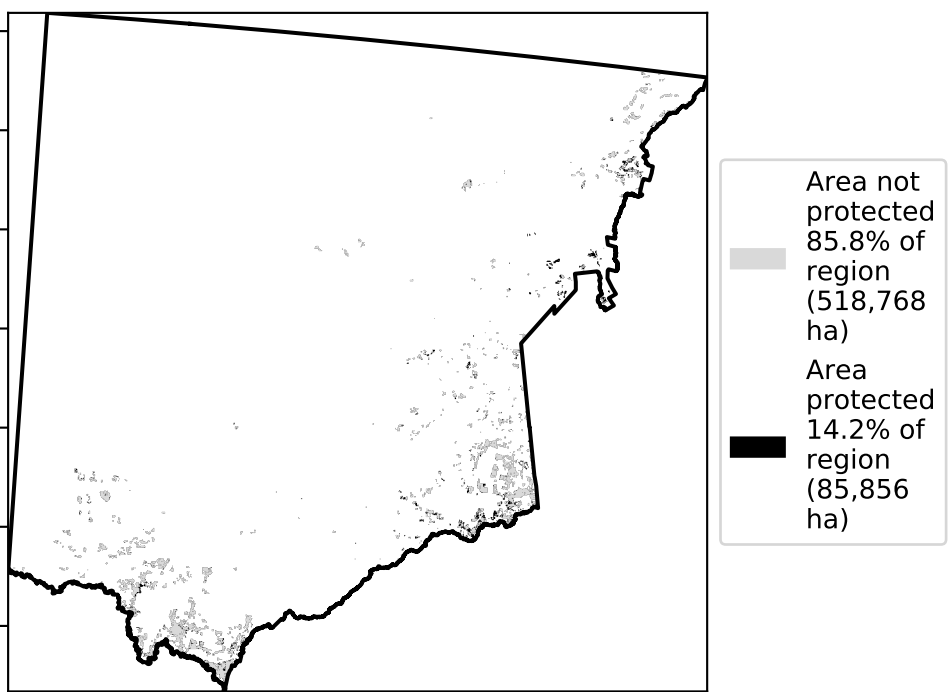 Area not
protected
85.8% of
region
(518,768
ha)
Area
protected
14.2% of
region
(85,856
ha)